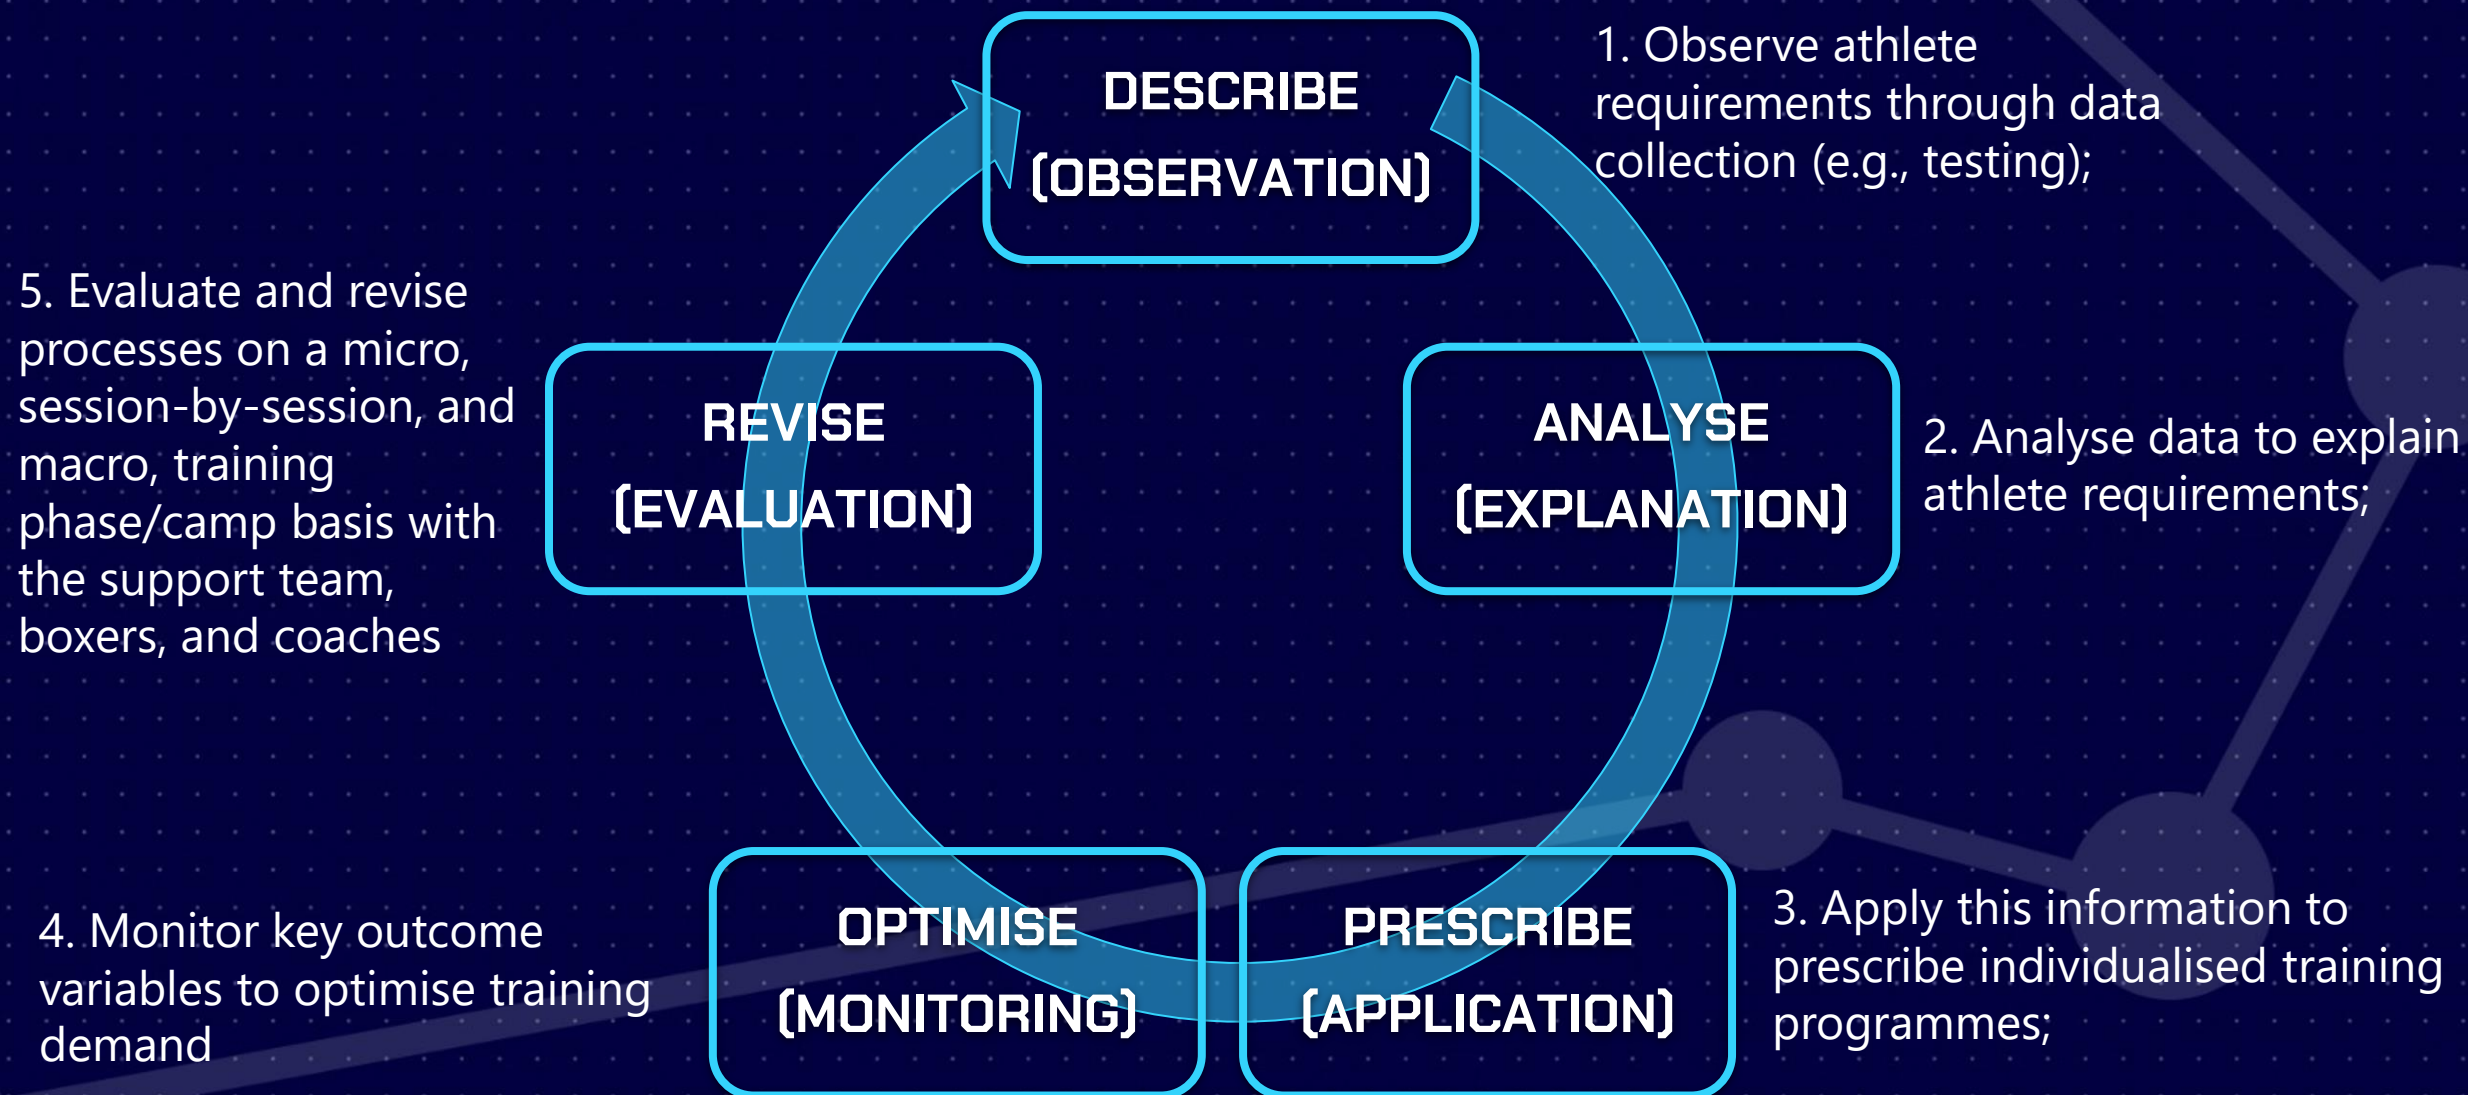 DESCRIBE
(OBSERVATION)
1. Observe athlete
requirements through data
collection (e.g., testing);
ANALYSE
(EXPLANATION)
2. Analyse data to explain
athlete requirements;
PRESCRIBE
(APPLICATION)
3. Apply this information to
prescribe individualised training
programmes;
OPTIMISE
(MONITORING)
4. Monitor key outcome
variables to optimise training
demand
REVISE
(EVALUATION)
5. Evaluate and revise
processes on a micro,
session-by-session, and
macro, training
phase/camp basis with
the support team,
boxers, and coaches